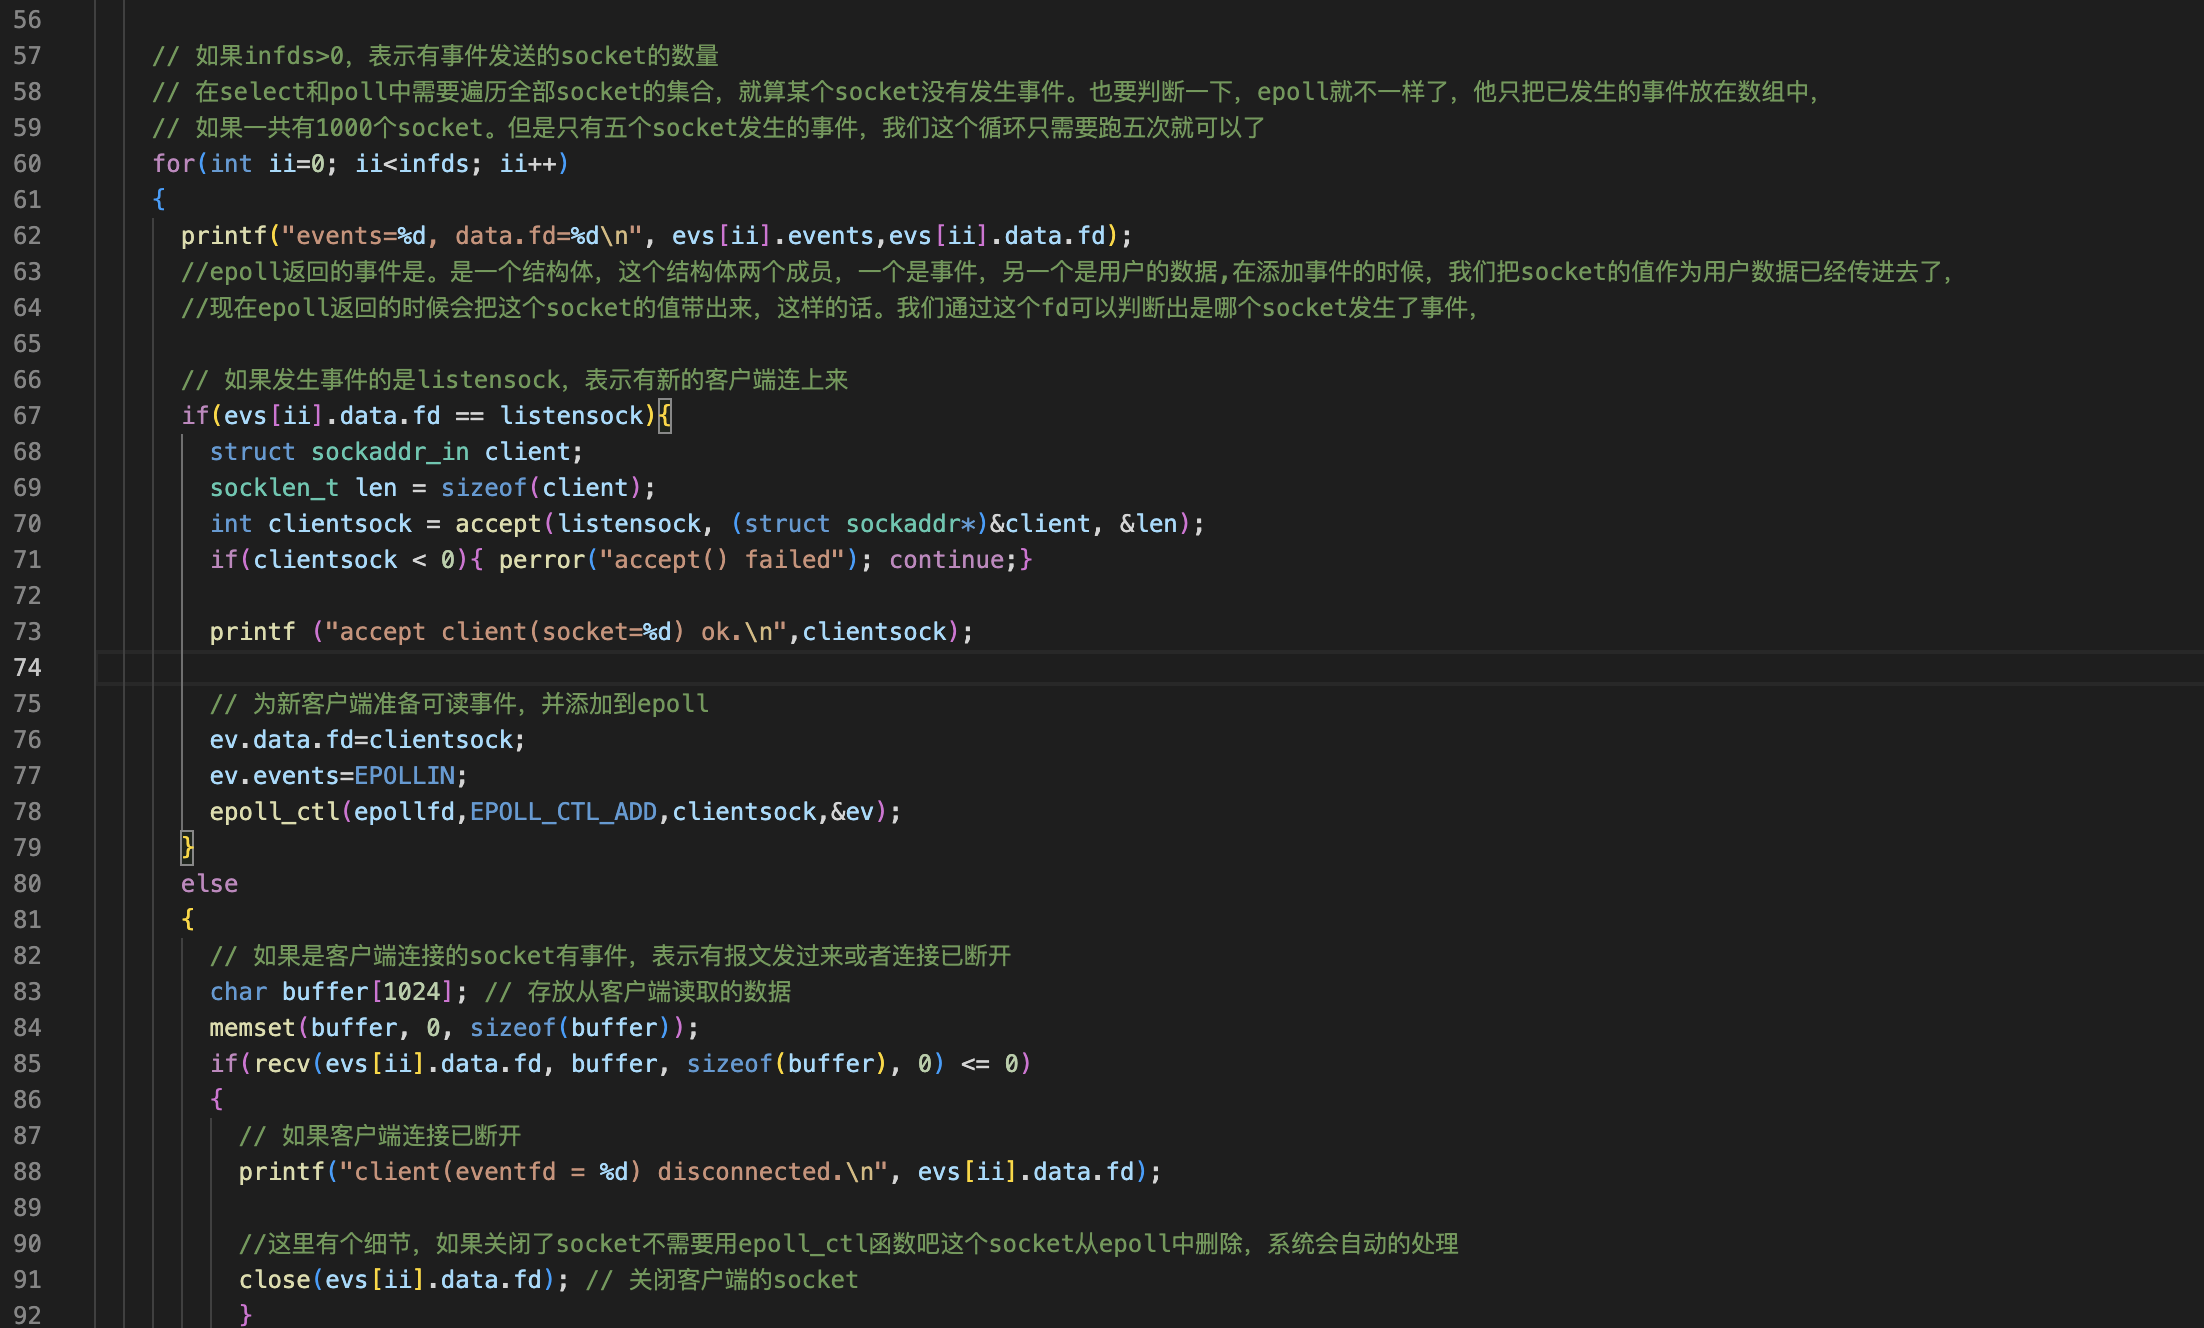 56
57 // 如果infds>0，表示有事件发送的socket的数量
58 // 在select和poll中需要遍历全部socket的集合，就算某个socket没有发生事件。也要判断一下，epoll就不一样了，他只把已发生的事件放在数组中，
59 // 如果一共有1000个socket。但是只有五个socket发生的事件，我们这个循环只需要跑五次就可以了
60 for(int ii=0; ii<infds; ii++)
61 {
62 printf("events=%d, data.fd=%d\n", evs[ii].events,evs[ii].data.fd);
63 //epoll返回的事件是。是一个结构体，这个结构体两个成员，一个是事件，另一个是用户的数据,在添加事件的时候，我们把socket的值作为用户数据已经传进去了，
64 //现在epoll返回的时候会把这个socket的值带出来，这样的话。我们通过这个fd可以判断出是哪个socket发生了事件，
65
66 // 如果发生事件的是listensock，表示有新的客户端连上来
67 if(evs[ii].data.fd == listensock){
68 struct sockaddr_in client;
69 socklen_t len = sizeof(client);
70 int clientsock = accept(listensock, (struct sockaddr*)&client, &len);
71 if(clientsock < 0){ perror("accept() failed"); continue;}
72
73 printf ("accept client(socket=%d) ok.\n",clientsock);
74
75 // 为新客户端准备可读事件，并添加到epoll
76 ev.data.fd=clientsock;
77 ev.events=EPOLLIN;
78 epoll_ctl(epollfd,EPOLL_CTL_ADD,clientsock,&ev);
79 }
80 else
81 {
82 // 如果是客户端连接的socket有事件，表示有报文发过来或者连接已断开
83 char buffer[1024]; // 存放从客户端读取的数据
84 memset(buffer, 0, sizeof(buffer));
85 if(recv(evs[ii].data.fd, buffer, sizeof(buffer), 0) <= 0)
86 {
87 // 如果客户端连接已断开
88 printf("client(eventfd = %d) disconnected.\n", evs[ii].data.fd);
89
90 //这里有个细节，如果关闭了socket不需要用epoll_ctl函数吧这个socket从epoll中删除，系统会自动的处理
91 close(evs[ii].data.fd); // 关闭客户端的socket
92 }